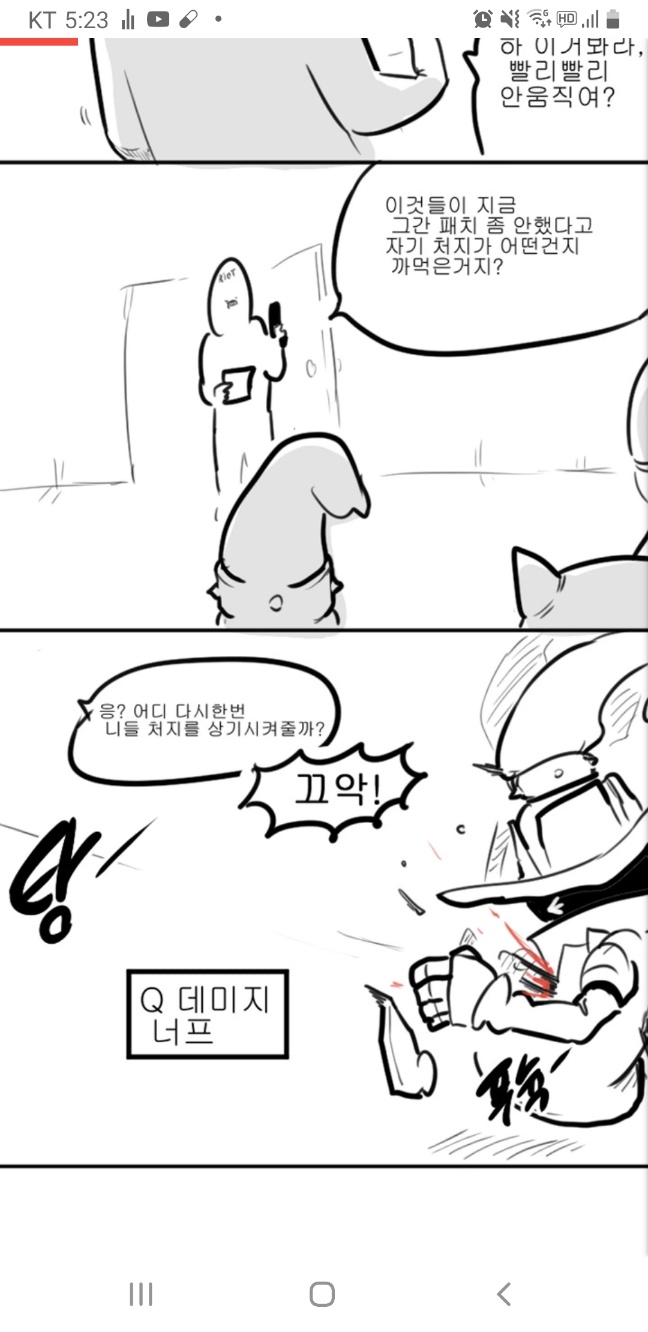 KT 5:23
HD
하 이거봐라,
빨리빨리
안움직여?
이것들이 지금
그간 패치 좀 안했다고
자기 처지가 어떤건지
까먹은거지?
RIOT
응? 어디 다시한번
니들 처지를 상기시켜줄까?
끄악!
탕
Q 데미지
너프